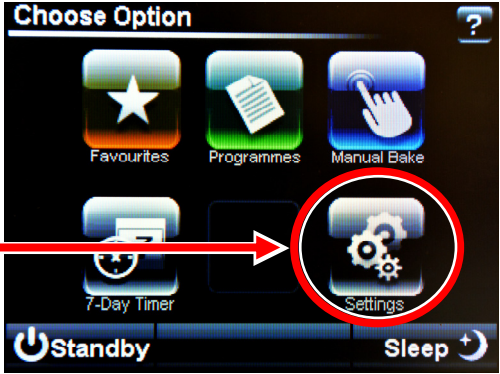 Choose Option
?
Favourites Programmes Manual Bake
7-Day Timer Settings
Standby Sleep